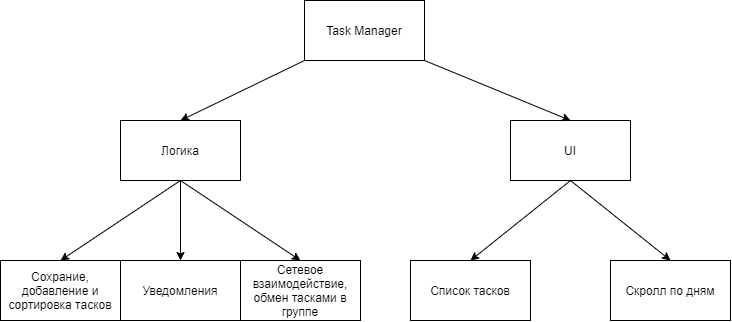 Task Manager
Логика
UI
Сохрание,
добавление и
сортировка тасков
Уведомления
Сетевое
взаимодействие,
обмен тасками в
группе
Список тасков
Скролл по дням